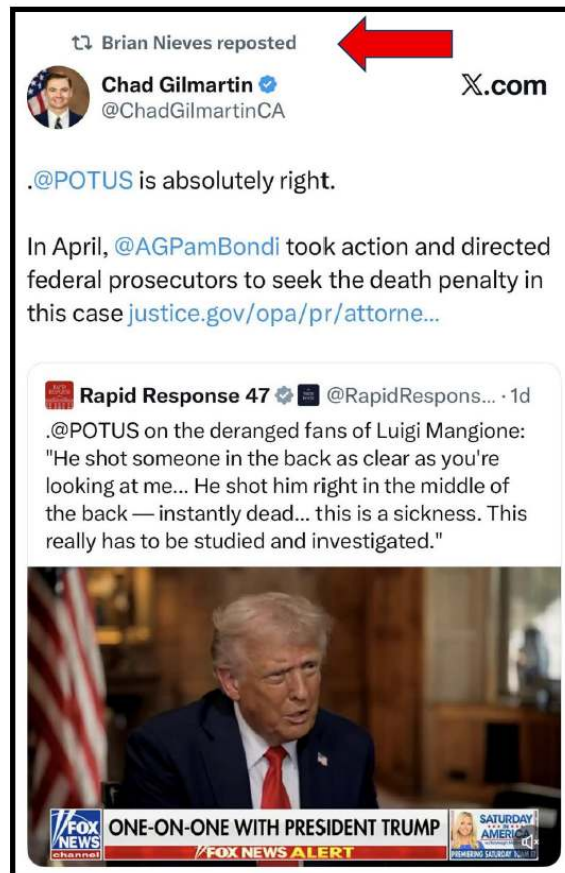 Brian Nieves reposted
Chad Gilmartin
X.com
@ChadGilmartinCA
.@POTUS is absolutely right.
In April, @AGPamBondi took action and directed
federal prosecutors to seek the death penalty in
this case justice.gov/opa/pr/attorne...
Rapid Response 47 @RapidRespons... · 1d
.@POTUS on the deranged fans of Luigi Mangione:
"He shot someone in the back as clear as you're
looking at me... He shot him right in the middle of
the back — instantly dead... this is a sickness. This
really has to be studied and investigated."
FOX NEWS channel
ONE-ON-ONE WITH PRESIDENT TRUMP
FOX NEWS ALERT
SATURDAY
IN
AMERICA
PREMIERING SATURDAY